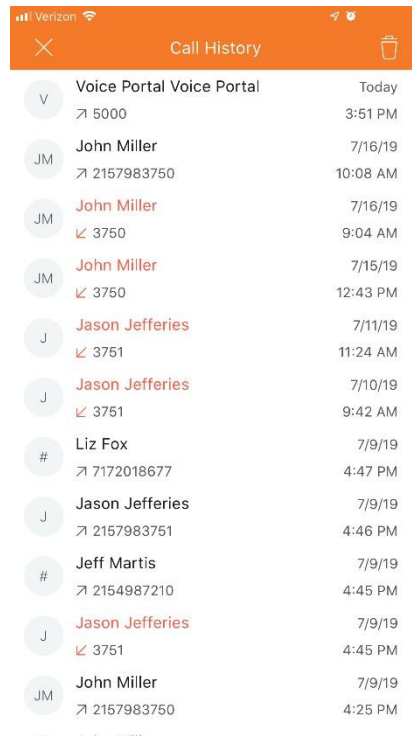 Verizon
Call History
V
Voice Portal Voice Portal
Today
5000
3:51 PM
JM
John Miller
7/16/19
2157983750
10:08 AM
JM
John Miller
7/16/19
3750
9:04 AM
JM
John Miller
7/15/19
3750
12:43 PM
J
Jason Jefferies
7/11/19
3751
11:24 AM
J
Jason Jefferies
7/10/19
3751
9:42 AM
#
Liz Fox
7/9/19
7172018677
4:47 PM
J
Jason Jefferies
7/9/19
2157983751
4:46 PM
#
Jeff Martis
7/9/19
2154987210
4:45 PM
J
Jason Jefferies
7/9/19
3751
4:45 PM
JM
John Miller
7/9/19
2157983750
4:25 PM